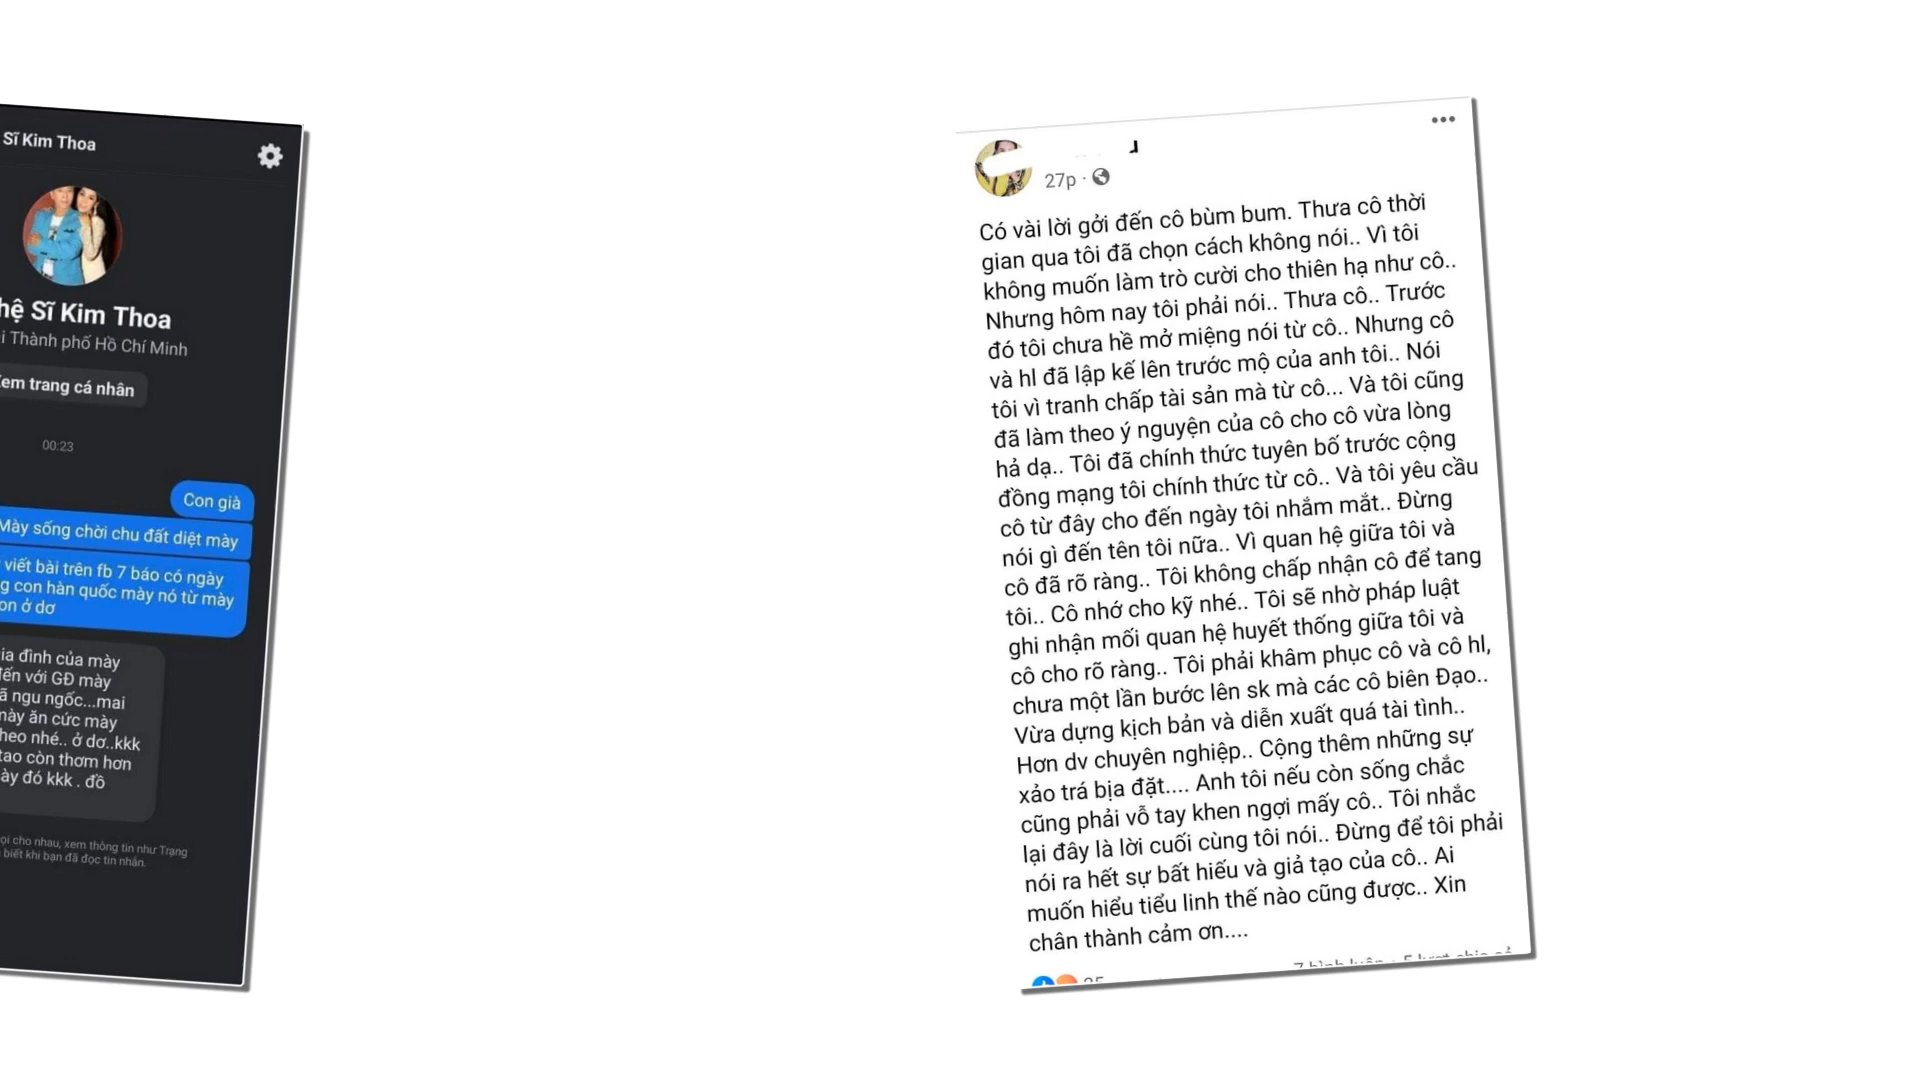 Sĩ Kim Thoa
hệ Sĩ Kim Thoa
i Thành phố Hồ Chí Minh
em trang cá nhân
00:23
Con già
Mày sống chời chu đất diệt mày
viết bài trên fb 7 báo có ngày
g con hàn quốc mày nó từ mày
on ở dơ
ia đình của mày
đến với GĐ mày
ã ngu ngốc...mai
mày ăn cức mày
heo nhé.. ở dơ..kkk
tao còn thơm hơn
ày đó kkk . đồ
ọi cho nhau, xem thông tin như Trạng
biết khi bạn đã đọc tin nhắn.
27p ·
Có vài lời gởi đến cô bùm bum. Thưa cô thời
gian qua tôi đã chọn cách không nói.. Vì tôi
không muốn làm trò cười cho thiên hạ như cô..
Nhưng hôm nay tôi phải nói.. Thưa cô.. Trước
đó tôi chưa hề mở miệng nói từ cô.. Nhưng cô
và hl đã lập kế lên trước mộ của anh tôi.. Nói
tôi vì tranh chấp tài sản mà từ cô... Và tôi cũng
đã làm theo ý nguyện của cô cho cô vừa lòng
hả dạ.. Tôi đã chính thức tuyên bố trước cộng
đồng mạng tôi chính thức từ cô.. Và tôi yêu cầu
cô từ đây cho đến ngày tôi nhắm mắt.. Đừng
nói gì đến tên tôi nữa.. Vì quan hệ giữa tôi và
cô đã rõ ràng.. Tôi không chấp nhận cô để tang
tôi.. Cô nhớ cho kỹ nhé.. Tôi sẽ nhờ pháp luật
ghi nhận mối quan hệ huyết thống giữa tôi và
cô cho rõ ràng.. Tôi phải khâm phục cô và cô hl,
chưa một lần bước lên sk mà các cô biên Đạo..
Vừa dựng kịch bản và diễn xuất quá tài tình..
Hơn dv chuyên nghiệp.. Cộng thêm những sự
xảo trá bịa đặt.... Anh tôi nếu còn sống chắc
cũng phải vỗ tay khen ngợi mấy cô.. Tôi nhắc
lại đây là lời cuối cùng tôi nói.. Đừng để tôi phải
nói ra hết sự bất hiếu và giả tạo của cô.. Ai
muốn hiểu tiểu linh thế nào cũng được.. Xin
chân thành cảm ơn....